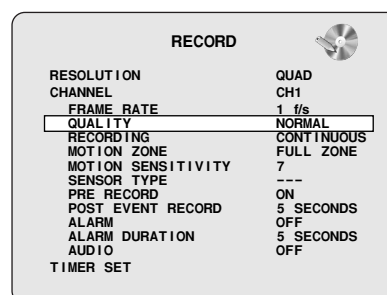 RECORD
RESOLUTION QUAD
CHANNEL CH1
FRAME RATE 1 f/s
QUALITY NORMAL
RECORDING CONTINUOUS
MOTION ZONE FULL ZONE
MOTION SENSITIVITY 7
SENSOR TYPE ---
PRE RECORD ON
POST EVENT RECORD 5 SECONDS
ALARM OFF
ALARM DURATION 5 SECONDS
AUDIO OFF
TIMER SET